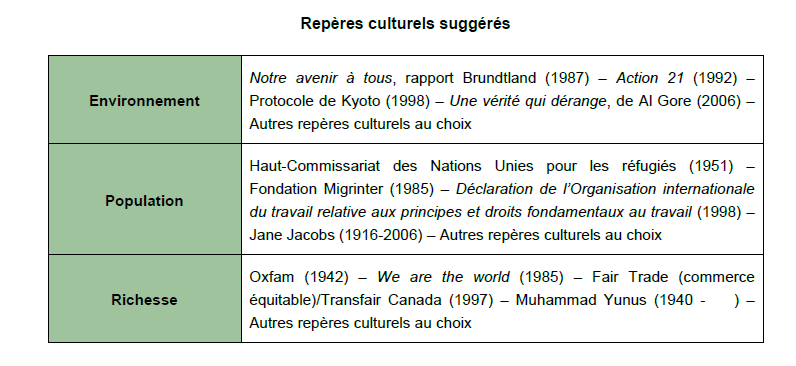 Repères culturels suggérés
Environnement
Notre avenir à tous, rapport Brundtland (1987) – Action 21 (1992) –
Protocole de Kyoto (1998) – Une vérité qui dérange, de Al Gore (2006) –
Autres repères culturels au choix
Population
Haut-Commissariat des Nations Unies pour les réfugiés (1951) –
Fondation Migrinter (1985) – Déclaration de l’Organisation internationale
du travail relative aux principes et droits fondamentaux au travail (1998) –
Jane Jacobs (1916-2006) – Autres repères culturels au choix
Richesse
Oxfam (1942) – We are the world (1985) – Fair Trade (commerce
équitable)/Transfair Canada (1997) – Muhammad Yunus (1940 - ) –
Autres repères culturels au choix